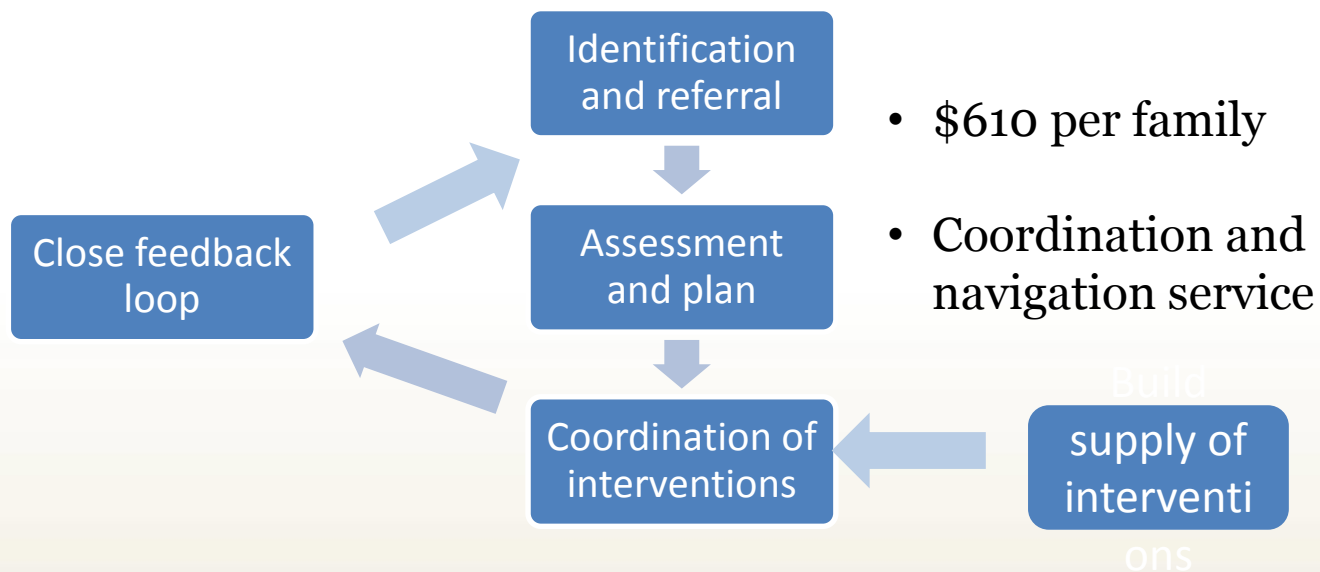 Identification
and referral
• $610 per family
Close feedback
loop
Assessment
and plan
• Coordination and
navigation service
Coordination of
interventions
Build
supply of
interventi
ons